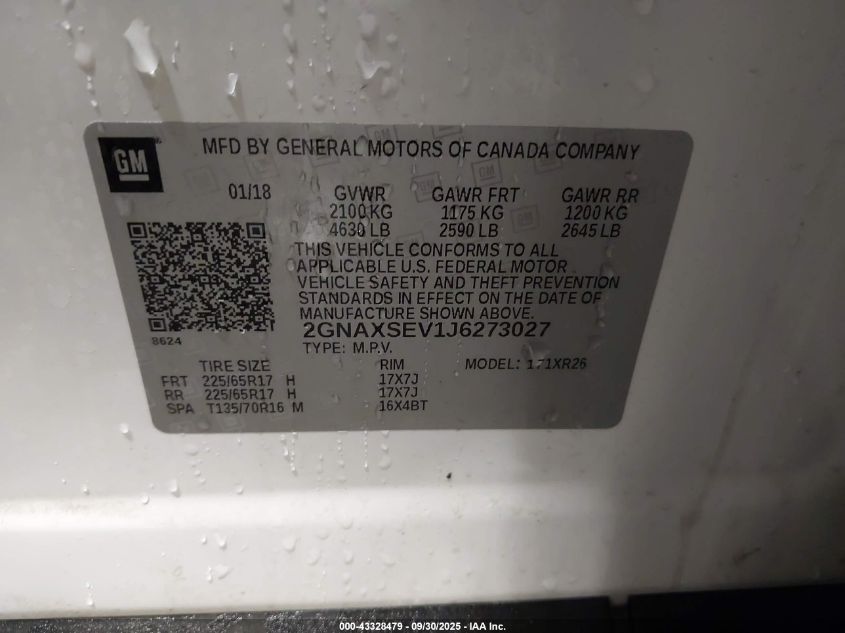 GM
MFD BY GENERAL MOTORS OF CANADA COMPANY
01/18 GVWR GAWR FRT GAWR RR
2100 KG 1175 KG 1200 KG
4630 LB 2590 LB 2645 LB
THIS VEHICLE CONFORMS TO ALL
APPLICABLE U.S. FEDERAL MOTOR
VEHICLE SAFETY AND THEFT PREVENTION
STANDARDS IN EFFECT ON THE DATE OF
MANUFACTURE SHOWN ABOVE.
8624
2GNAXSEV1J6273027
TYPE: M.P.V.
TIRE SIZE RIM MODEL: 171XR26
FRT 225/65R17 H 17X7J
RR 225/65R17 H 17X7J
SPA T135/70R16 M 16X4BT
000-43328479 - 09/30/2025 - IAA Inc.